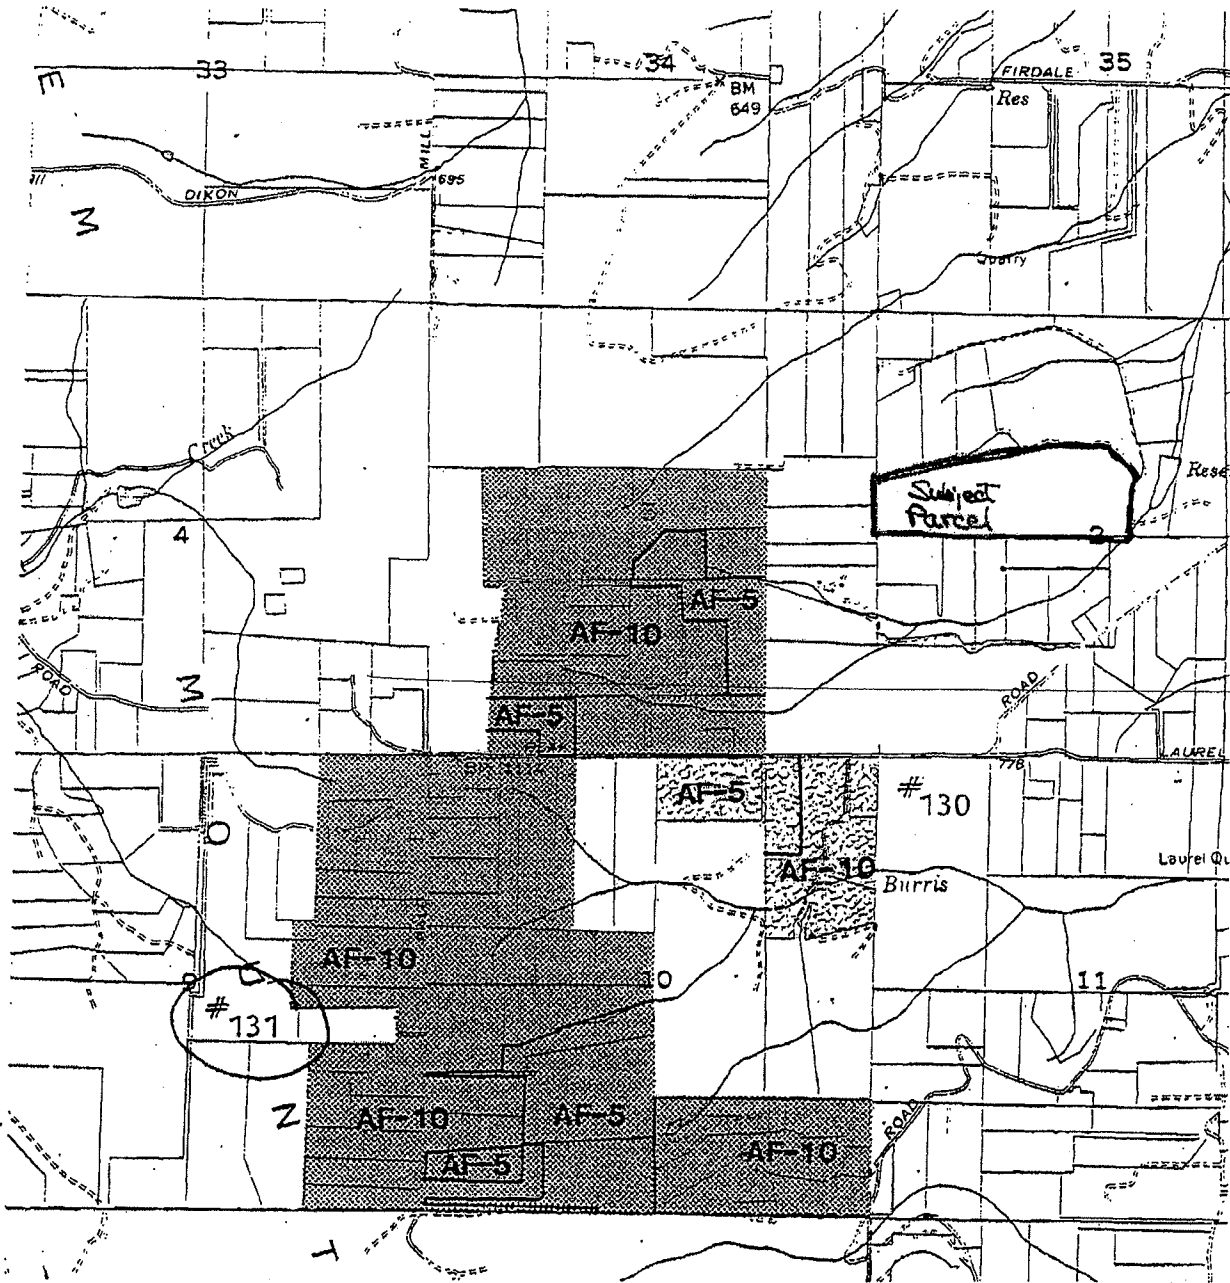 33
34
35
FIRDALE
BM
649
Res
E
MILL
695
DIXON
M
Quarry
Creek
Subject
Parcel
Rese
4
2
AF-5
AF-10
ROAD
M
ROAD
AF-5
LAUREL
778
AF-5
#130
O
AF-10
Laurel Qu
Burris
AF-10
9
10
11
#131
N
AF-10
AF-5
ROAD
AF-10
AF-5
T